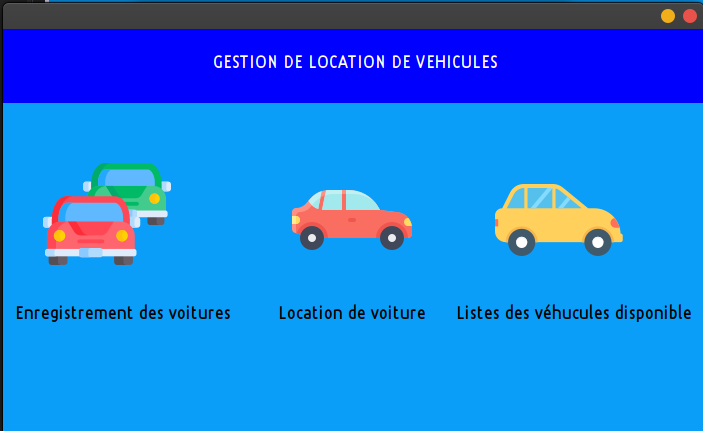 GESTION DE LOCATION DE VEHICULES
Enregistrement des voitures
Location de voiture
Listes des véhucules disponible